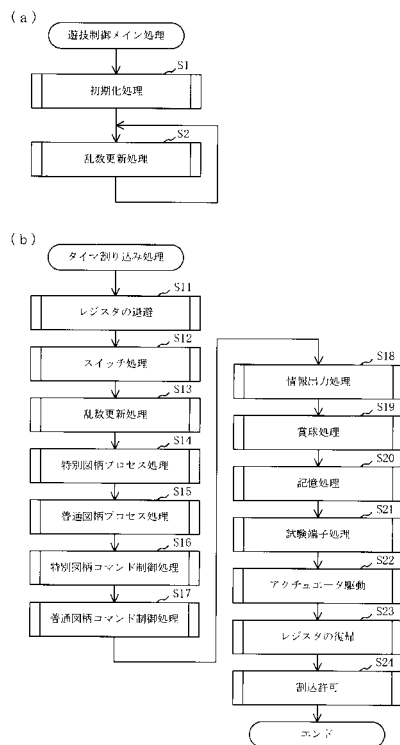 (a)
遊技制御メイン処理
S1
初期化処理
S2
乱数更新処理
(b)
タイマ割り込み処理
S11
レジスタの退避
S12
スイッチ処理
S13
乱数更新処理
S14
特別図柄プロセス処理
S15
普通図柄プロセス処理
S16
特別図柄コマンド制御処理
S17
普通図柄コマンド制御処理
S18
情報出力処理
S19
賞球処理
S20
記憶処理
S21
試験端子処理
S22
アクチュエータ駆動
S23
レジスタの復帰
S24
割込許可
エンド